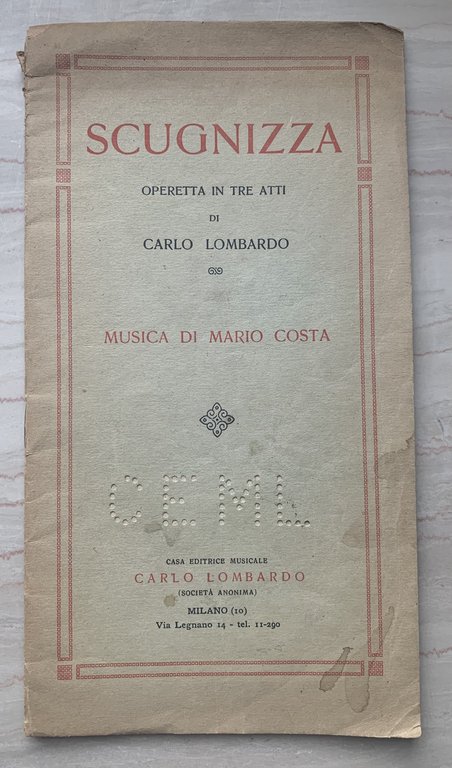 SCUGNIZZA
OPERETTA IN TRE ATTI
DI
CARLO LOMBARDO
MUSICA DI MARIO COSTA
CEML
CASA EDITRICE MUSICALE
CARLO LOMBARDO
(SOCIETÀ ANONIMA)
MILANO (10)
Via Legnano 14 - tel. 11-290